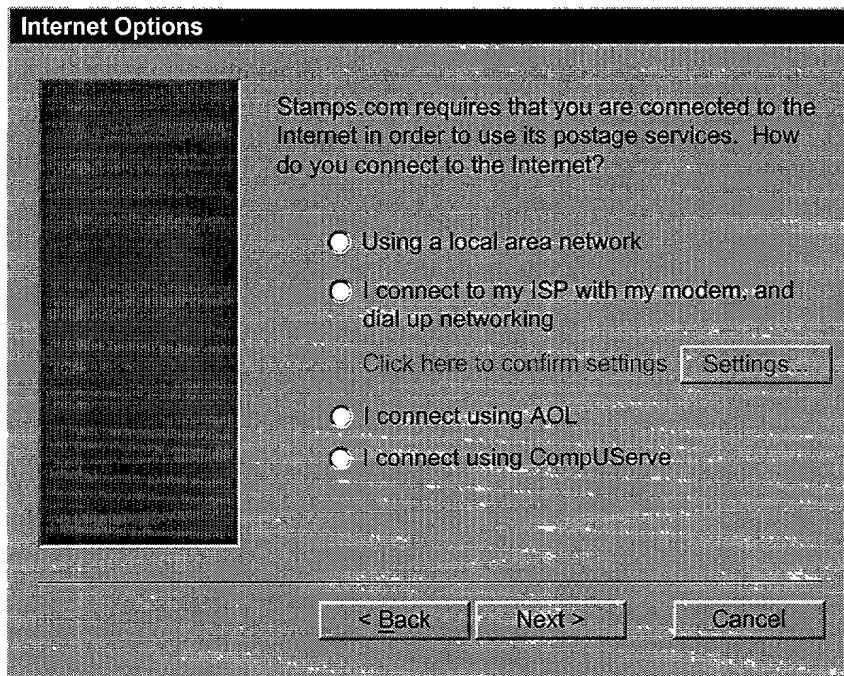 Internet Options
Stamps.com requires that you are connected to the
Internet in order to use its postage services. How
do you connect to the Internet?
Using a local area network
I connect to my ISP with my modem, and
dial up networking
Click here to confirm settings Settings...
I connect using AOL
I connect using CompUServe
< Back Next > Cancel